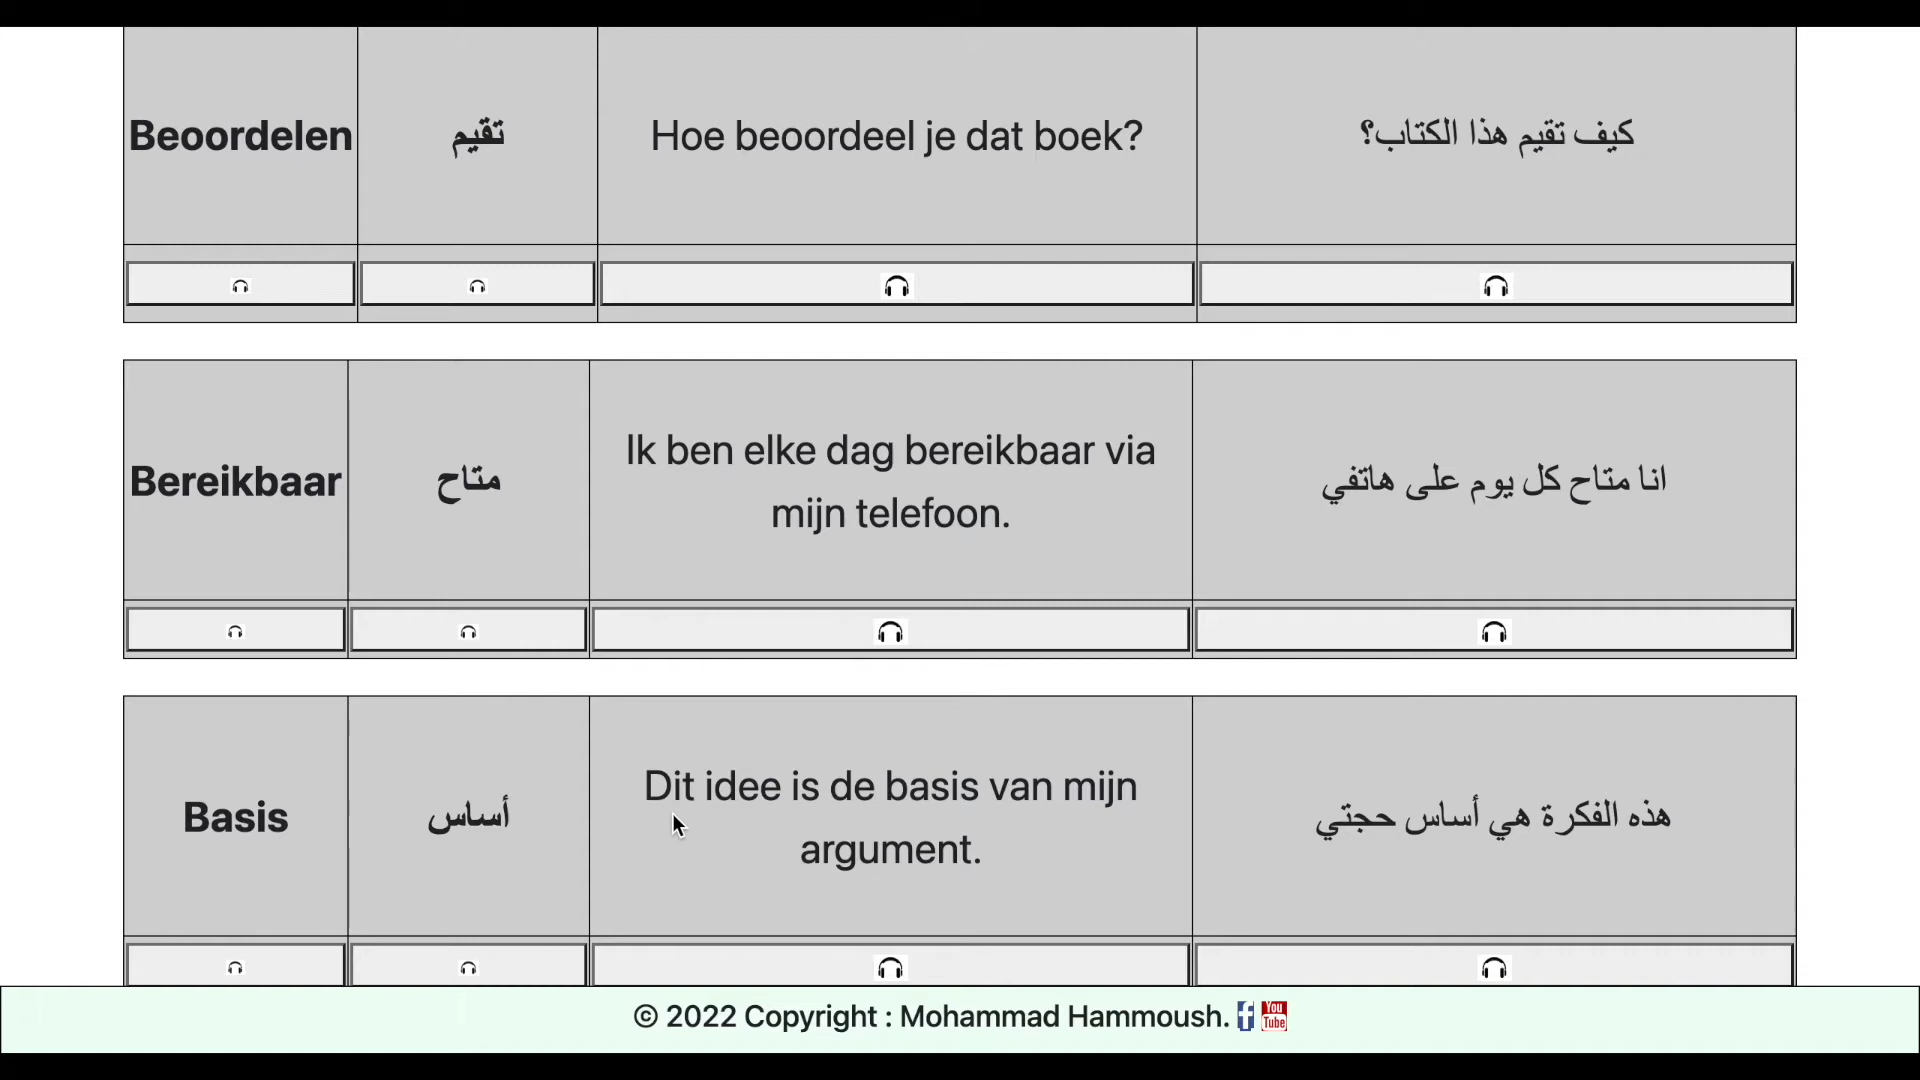 Beoordelen
تقيم
Hoe beoordeel je dat boek?
كيف تقيم هذا الكتاب؟
Bereikbaar
متاح
Ik ben elke dag bereikbaar via
mijn telefoon.
انا متاح كل يوم على هاتفي
Basis
أساس
Dit idee is de basis van mijn
argument.
هذه الفكرة هي أساس حجتي
© 2022 Copyright : Mohammad Hammoush. f You
Tube